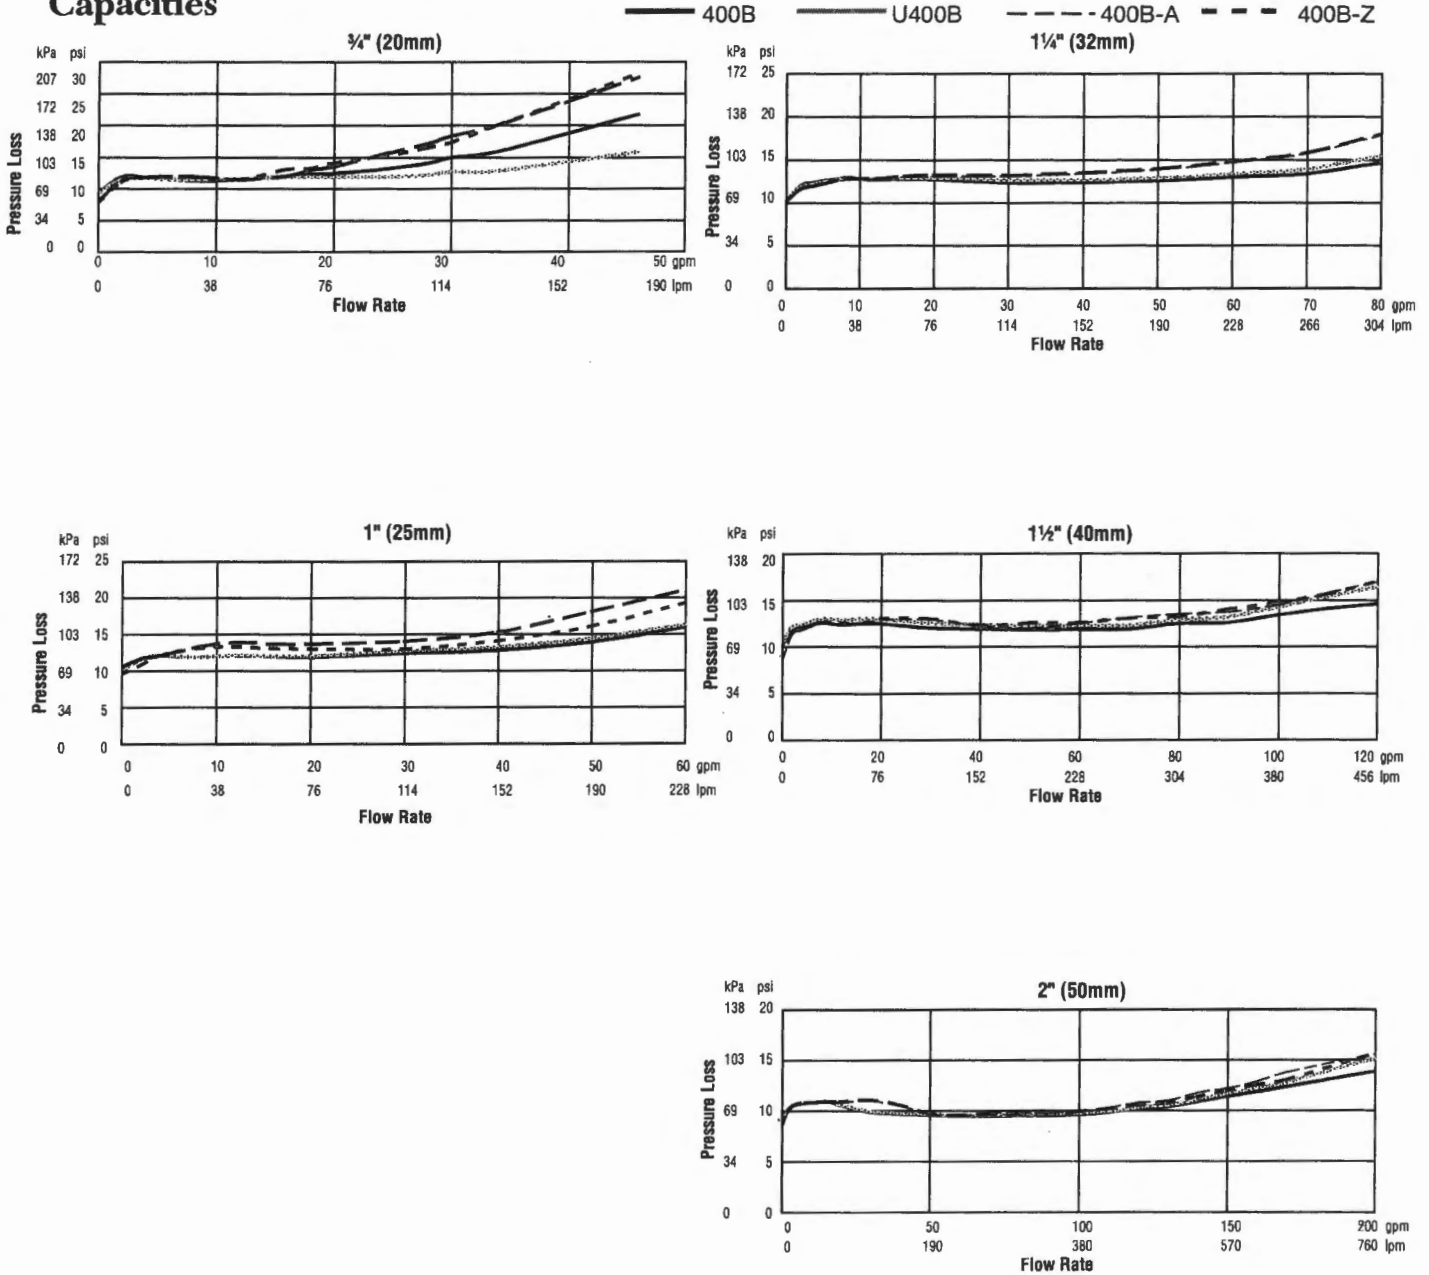 Capacities
400B U400B 400B-A 400B-Z
¾" (20mm)
kPa psi
207 30
172 25
138 20
103 15
69 10
34 5
0 0
Pressure Loss
0 10 20 30 40 50 gpm
0 38 76 114 152 190 lpm
Flow Rate
1¼" (32mm)
kPa psi
172 25
138 20
103 15
69 10
34 5
0 0
Pressure Loss
0 10 20 30 40 50 60 70 80 gpm
0 38 76 114 152 190 228 266 304 lpm
Flow Rate
1" (25mm)
kPa psi
172 25
138 20
103 15
69 10
34 5
0 0
Pressure Loss
0 10 20 30 40 50 60 gpm
0 38 76 114 152 190 228 lpm
Flow Rate
1½" (40mm)
kPa psi
138 20
103 15
69 10
34 5
0 0
Pressure Loss
0 20 40 60 80 100 120 gpm
0 76 152 228 304 380 456 lpm
Flow Rate
2" (50mm)
kPa psi
138 20
103 15
69 10
34 5
0 0
Pressure Loss
0 50 100 150 200 gpm
0 190 380 570 760 lpm
Flow Rate